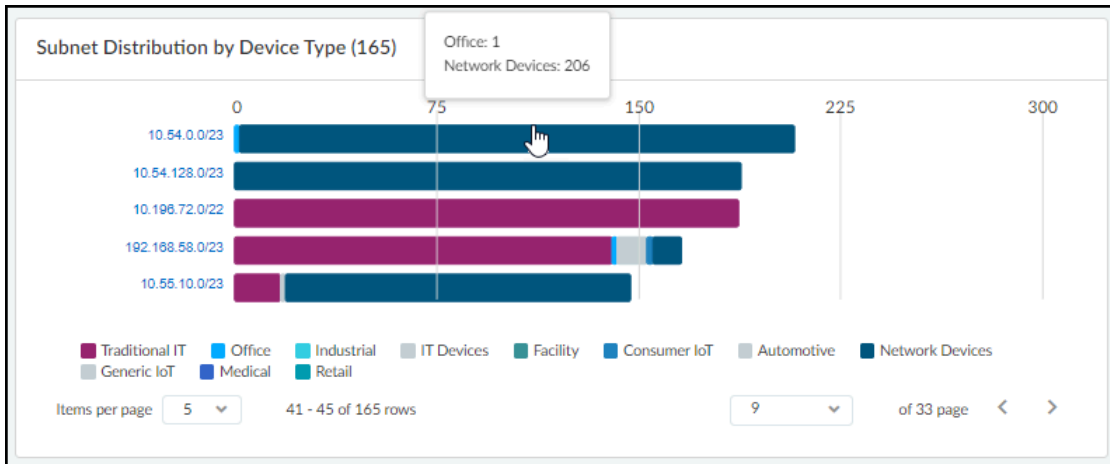 Subnet Distribution by Device Type (165)
Office: 1
Network Devices: 206
0 75 150 225 300
10.54.0.0/23
10.54.128.0/23
10.196.72.0/22
192.168.58.0/23
10.55.10.0/23
Traditional IT Office Industrial IT Devices Facility Consumer IoT Automotive Network Devices
Generic IoT Medical Retail
Items per page 5 41 - 45 of 165 rows 9 of 33 page